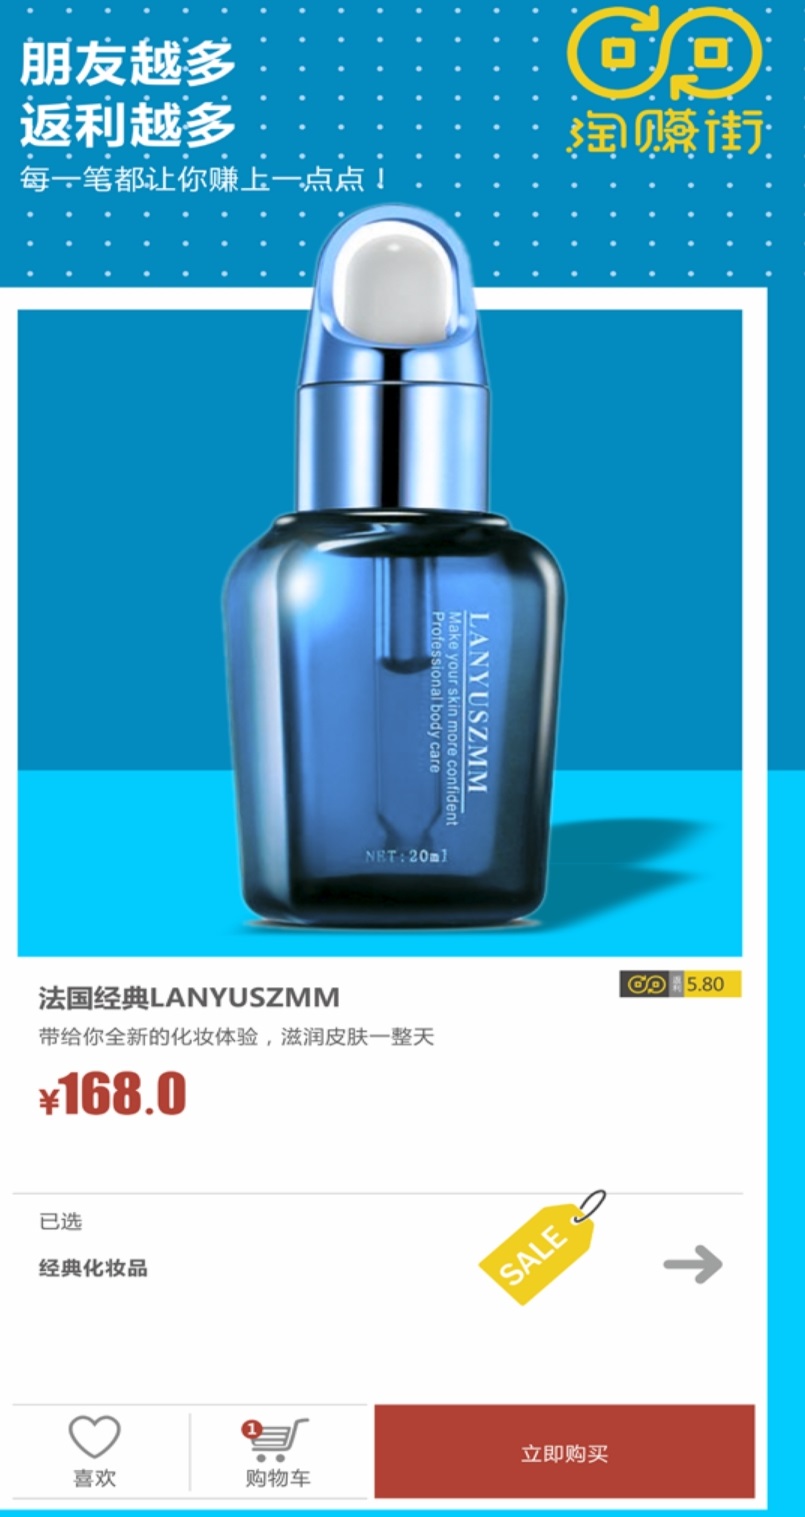 朋友越多
返利越多
每一笔都让你赚上一点点！
淘赚街
LANYUSZMM
Make your skin more confident
Professional body care
NET:20ml
法国经典LANYUSZMM
返利 5.80
带给你全新的化妆体验，滋润皮肤一整天
¥168.0
已选
经典化妆品
SALE
1
喜欢
购物车
立即购买